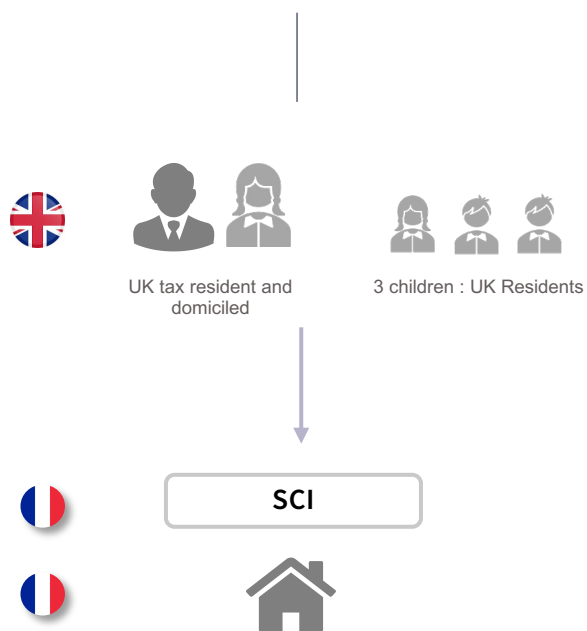 UK tax resident and
domiciled
3 children : UK Residents
SCI